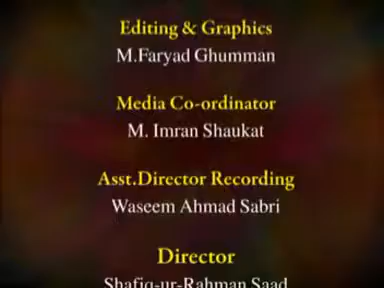 Editing & Graphics
M.Faryad Ghumman
Media Co-ordinator
M. Imran Shaukat
Asst.Director Recording
Waseem Ahmad Sabri
Director
Shafiq-ur-Rahman Saad